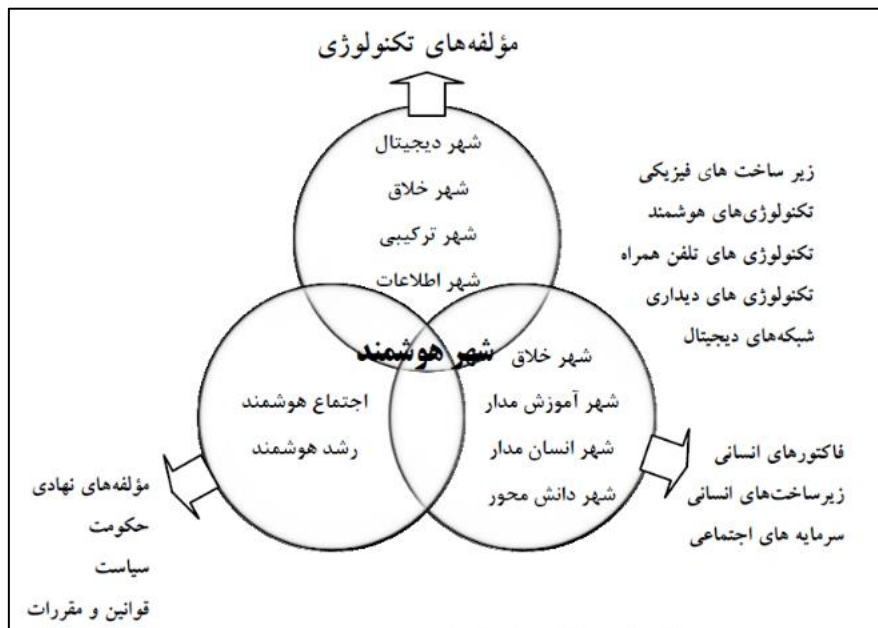 مؤلفه‌های تکنولوژی
شهر دیجیتال
شهر خلاق
شهر ترکیبی
شهر اطلاعات
زیر ساخت های فیزیکی
تکنولوژی‌های هوشمند
تکنولوژی های تلفن همراه
تکنولوژی های دیداری
شبکه‌های دیجیتال
شهر هوشمند
شهر خلاق
شهر آموزش مدار
شهر انسان مدار
شهر دانش محور
اجتماع هوشمند
رشد هوشمند
فاکتورهای انسانی
زیرساخت‌های انسانی
سرمایه های اجتماعی
مؤلفه‌های نهادی
حکومت
سیاست
قوانین و مقررات